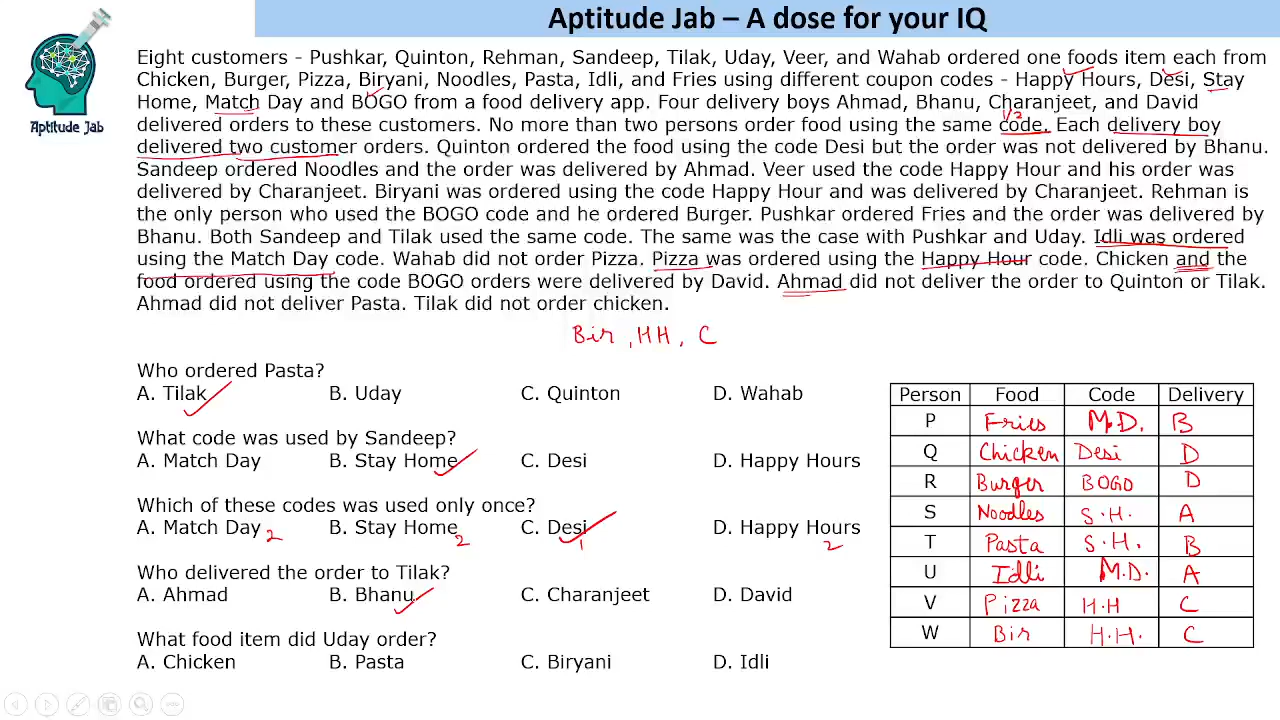 Aptitude Jab – A dose for your IQ
Aptitude Jab
Eight customers - Pushkar, Quinton, Rehman, Sandeep, Tilak, Uday, Veer, and Wahab ordered one foods item each from
Chicken, Burger, Pizza, Biryani, Noodles, Pasta, Idli, and Fries using different coupon codes - Happy Hours, Desi, Stay
Home, Match Day and BOGO from a food delivery app. Four delivery boys Ahmad, Bhanu, Charanjeet, and David
1/2
delivered orders to these customers. No more than two persons order food using the same code. Each delivery boy
delivered two customer orders. Quinton ordered the food using the code Desi but the order was not delivered by Bhanu.
Sandeep ordered Noodles and the order was delivered by Ahmad. Veer used the code Happy Hour and his order was
delivered by Charanjeet. Biryani was ordered using the code Happy Hour and was delivered by Charanjeet. Rehman is
the only person who used the BOGO code and he ordered Burger. Pushkar ordered Fries and the order was delivered by
Bhanu. Both Sandeep and Tilak used the same code. The same was the case with Pushkar and Uday. Idli was ordered
using the Match Day code. Wahab did not order Pizza. Pizza was ordered using the Happy Hour code. Chicken and the
food ordered using the code BOGO orders were delivered by David. Ahmad did not deliver the order to Quinton or Tilak.
Ahmad did not deliver Pasta. Tilak did not order chicken.
Bir, HH, C
Who ordered Pasta?
A. Tilak B. Uday C. Quinton D. Wahab
What code was used by Sandeep?
A. Match Day B. Stay Home C. Desi D. Happy Hours
Which of these codes was used only once?
A. Match Day 2 B. Stay Home 2 C. Desi 1 D. Happy Hours 2
Who delivered the order to Tilak?
A. Ahmad B. Bhanu C. Charanjeet D. David
What food item did Uday order?
A. Chicken B. Pasta C. Biryani D. Idli
Person Food Code Delivery
P Fries M.D. B
Q Chicken Desi D
R Burger BOGO D
S Noodles S.H. A
T Pasta S.H. B
U Idli M.D. A
V Pizza H.H C
W Bir H.H. C